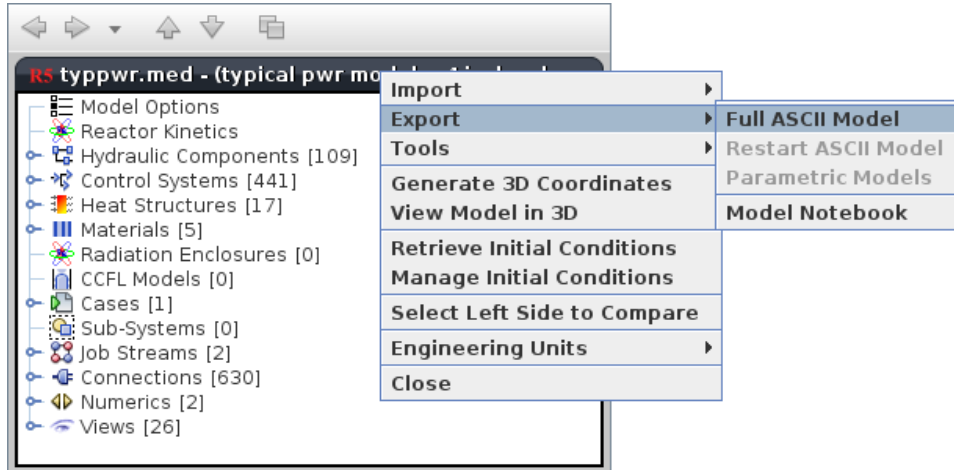 R5 typpwr.med - (typical pwr mo
Model Options
Reactor Kinetics
Hydraulic Components [109]
Control Systems [441]
Heat Structures [17]
Materials [5]
Radiation Enclosures [0]
CCFL Models [0]
Cases [1]
Sub-Systems [0]
Job Streams [2]
Connections [630]
Numerics [2]
Views [26]
Import
Export
Tools
Generate 3D Coordinates
View Model in 3D
Retrieve Initial Conditions
Manage Initial Conditions
Select Left Side to Compare
Engineering Units
Close
Full ASCII Model
Restart ASCII Model
Parametric Models
Model Notebook